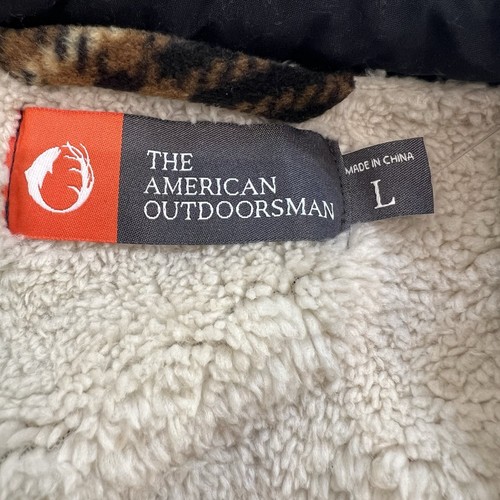 THE
AMERICAN
OUTDOORSMAN
MADE IN CHINA
L